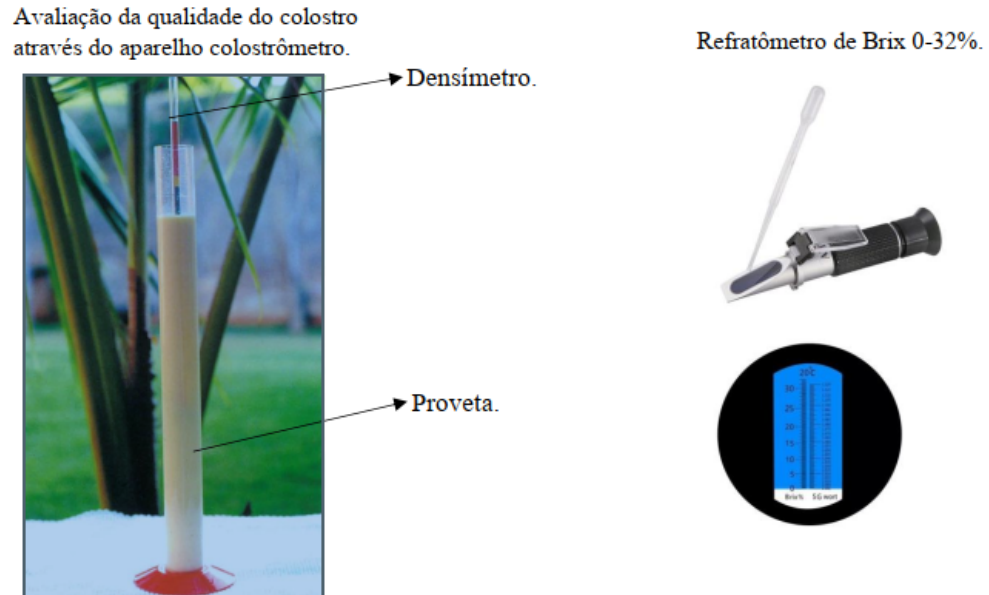 Avaliação da qualidade do colostro
através do aparelho colostrômetro.
Densímetro.
Proveta.
Refratômetro de Brix 0-32%.
20℃
30
25
20
15
10
5
0
Brix% SG wort